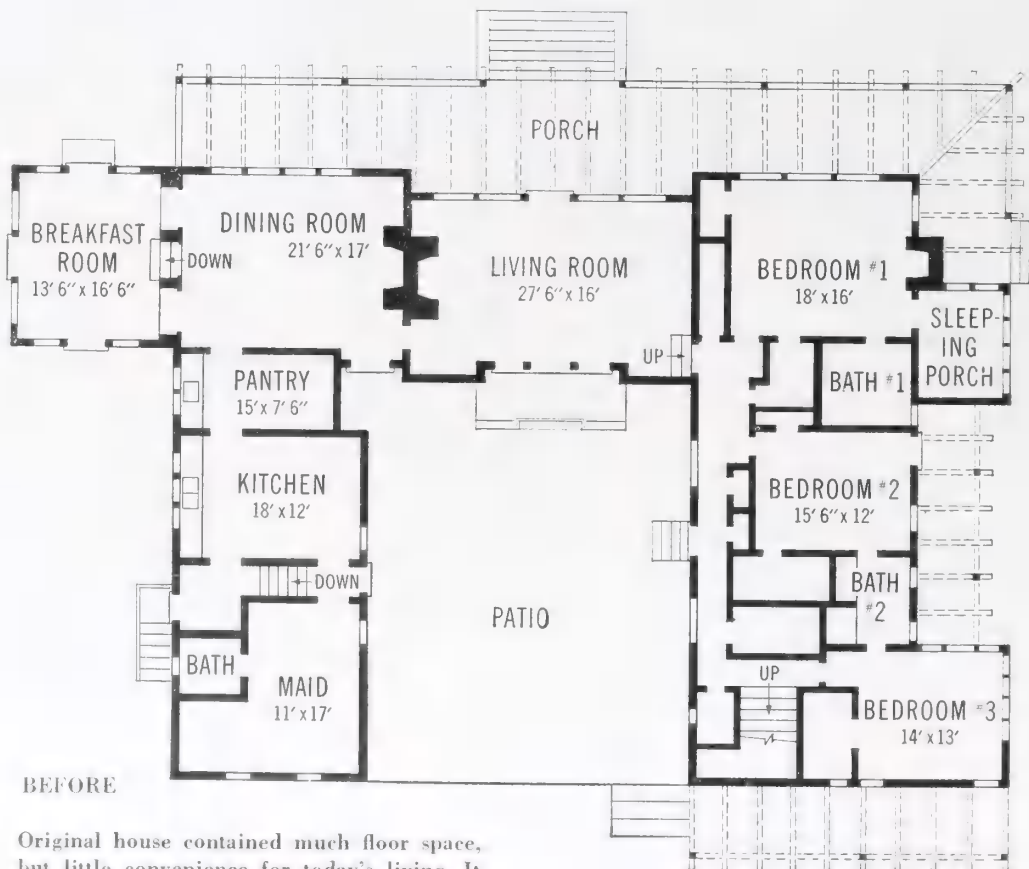 PORCH
BREAKFAST
ROOM
13' 6" x 16' 6"
DOWN
DINING ROOM
21' 6" x 17'
LIVING ROOM
27' 6" x 16'
UP
BEDROOM #1
18' x 16'
SLEEP-
ING
PORCH
BATH #1
PANTRY
15' x 7' 6"
KITCHEN
18' x 12'
DOWN
BEDROOM #2
15' 6" x 12'
BATH
#2
PATIO
BATH
MAID
11' x 17'
UP
BEDROOM #3
14' x 13'
BEFORE
Original house contained much floor space,
but little convenience for today's living. It